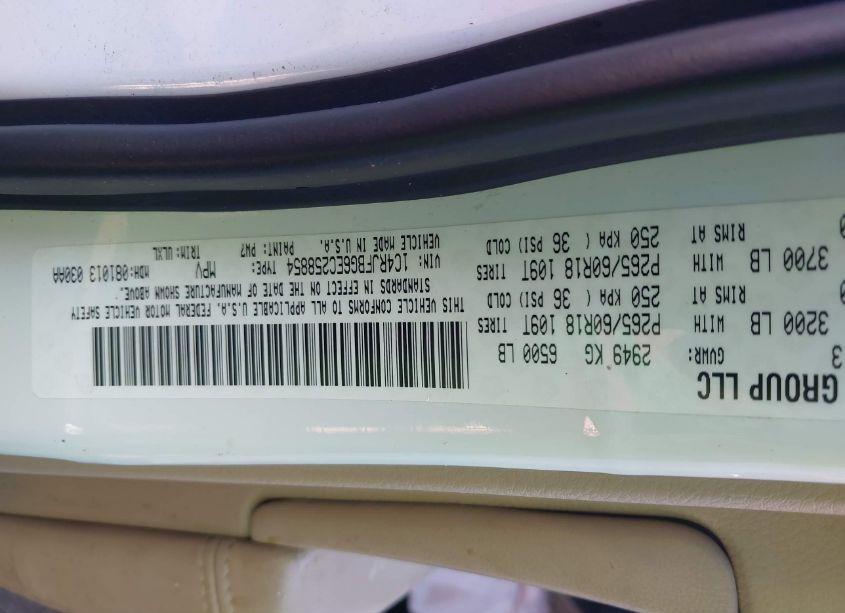 GROUP LLC
GVWR: 2949 KG 6500 LB
3200 LB WITH P265/60R18 109T TIRES
RIMS AT 250 KPA ( 36 PSI) COLD
3700 LB WITH P265/60R18 109T TIRES
RIMS AT 250 KPA ( 36 PSI) COLD
THIS VEHICLE CONFORMS TO ALL APPLICABLE U.S.A. FEDERAL MOTOR VEHICLE SAFETY
STANDARDS IN EFFECT ON THE DATE OF MANUFACTURE SHOWN ABOVE.
VIN: 1C4RJFBG6EC258854 TYPE: MPV MDH:081013 030AA
VEHICLE MADE IN U.S.A. PAINT: PW7 TRIM: ULHL